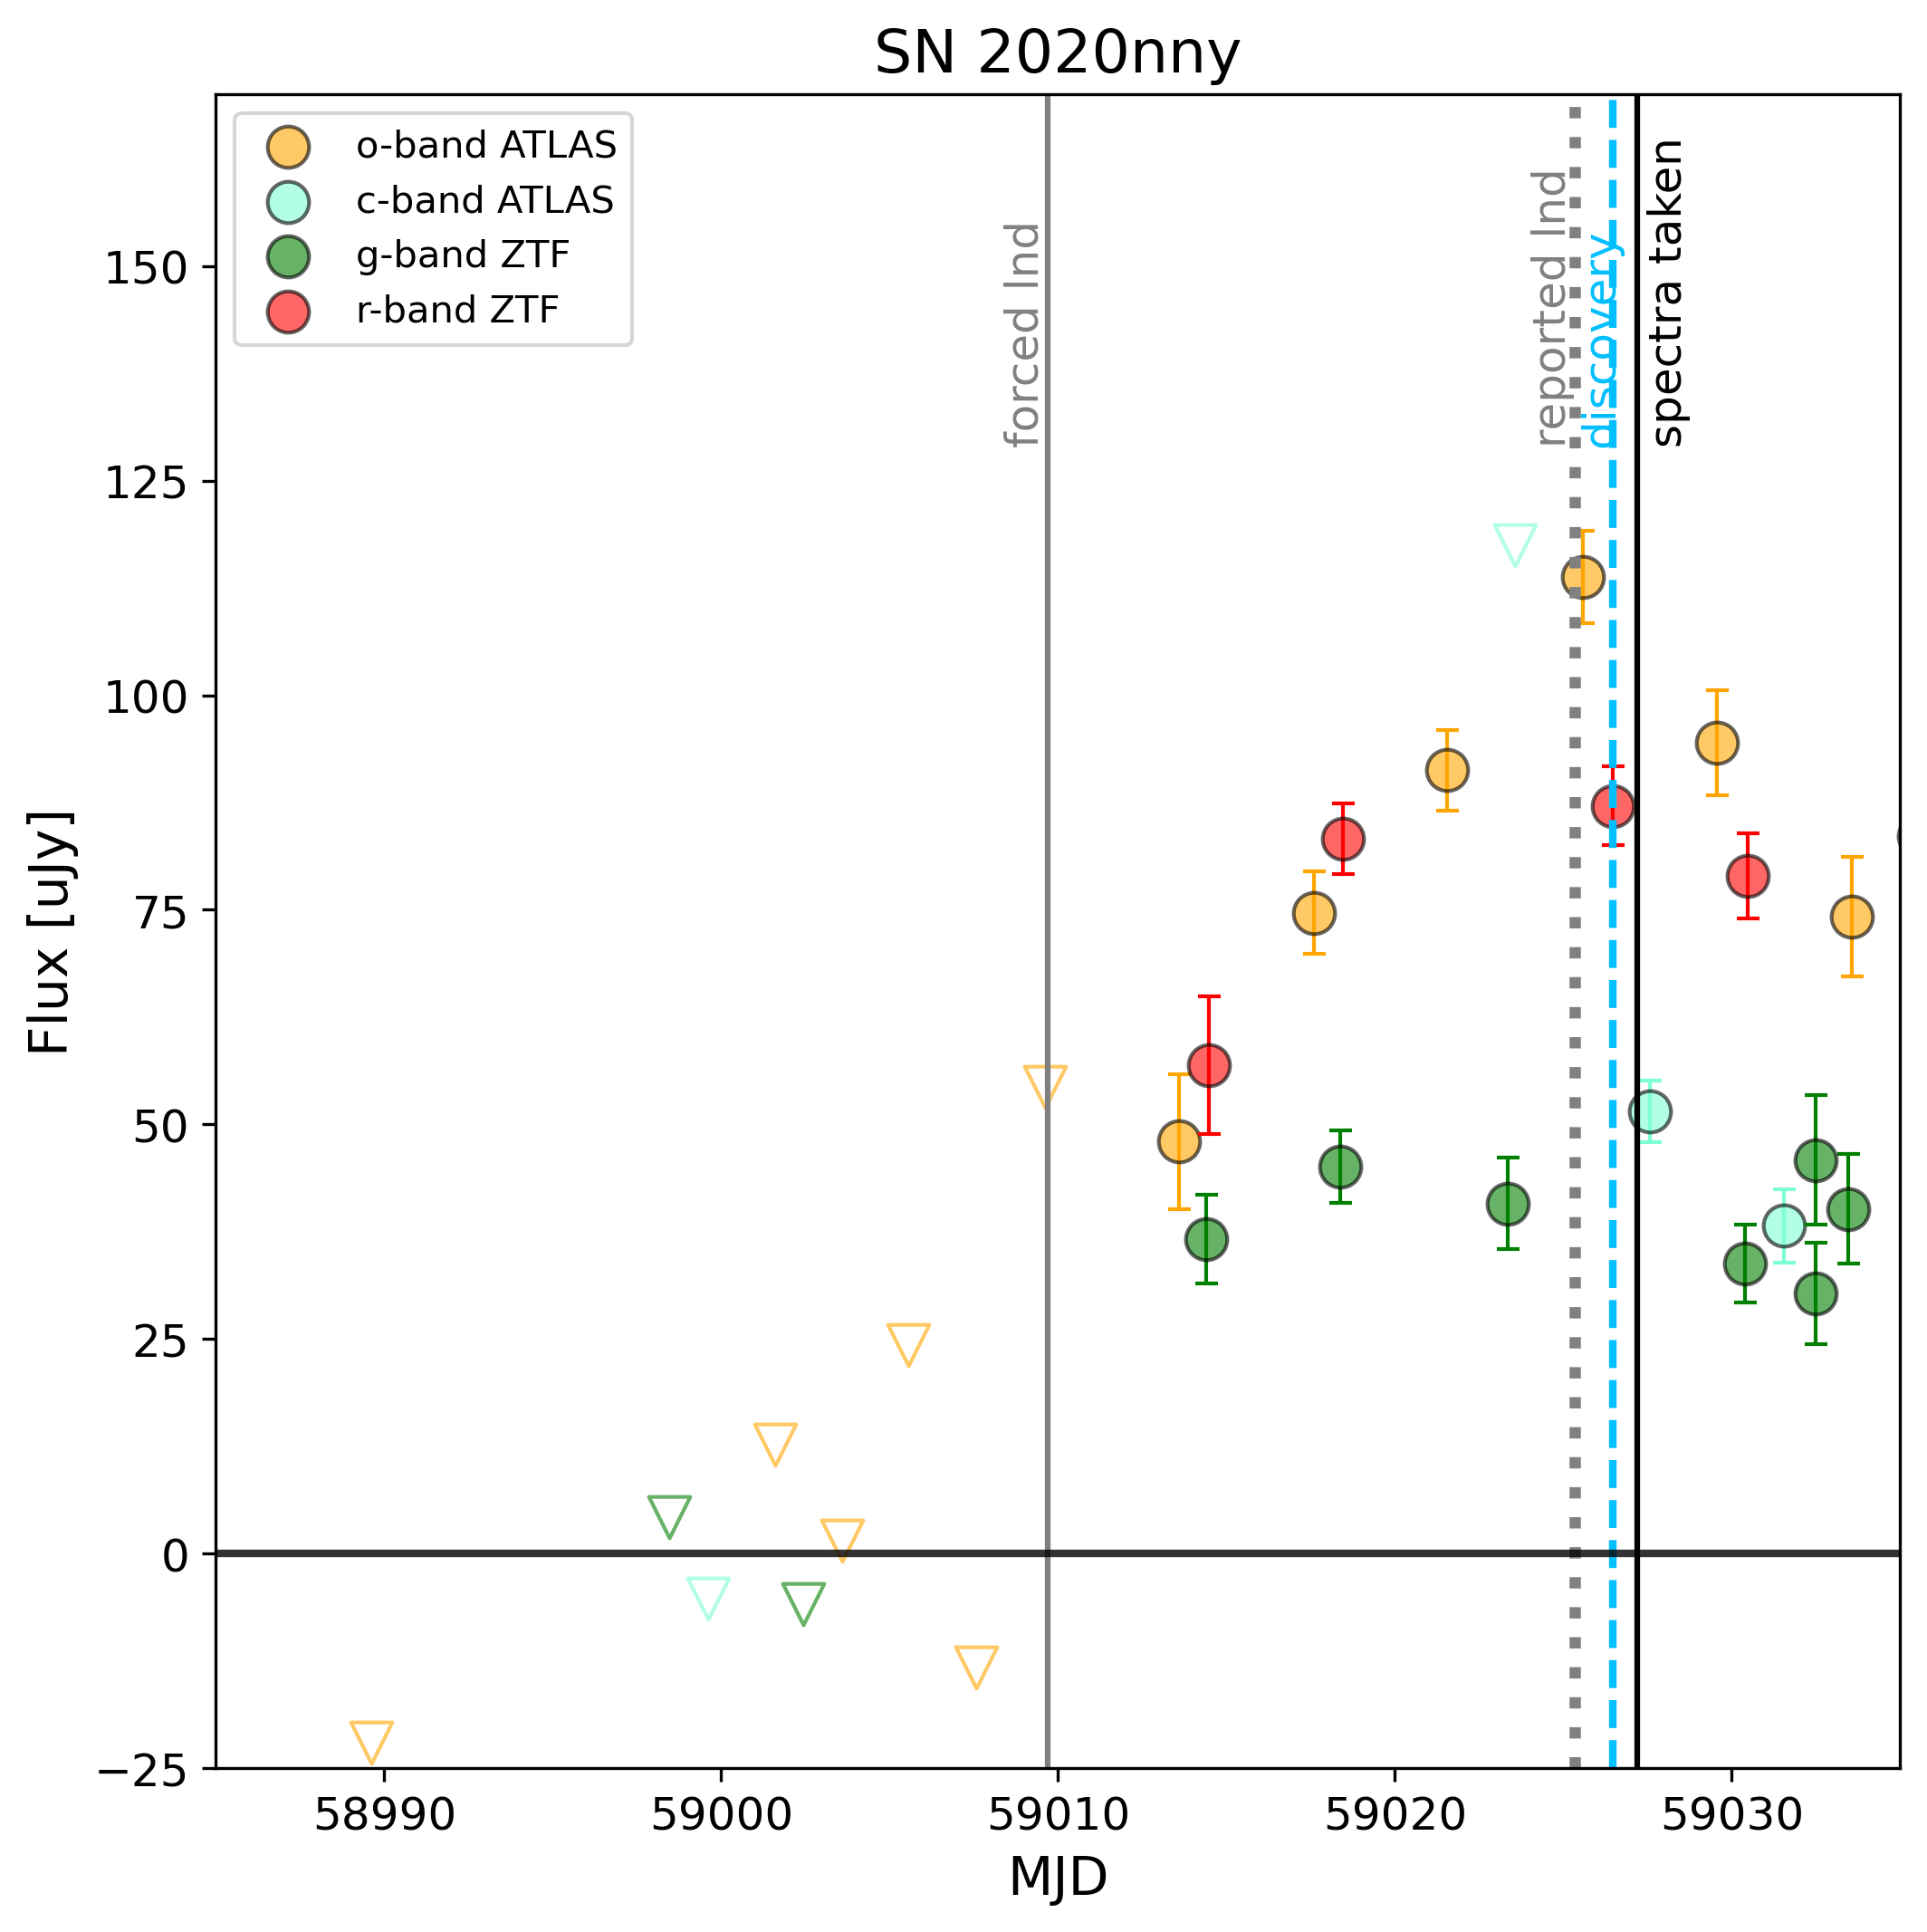 SN 2020nny
o-band ATLAS
c-band ATLAS
g-band ZTF
r-band ZTF
forced lnd
reported lnd
discovery
spectra taken
Flux [uJy]
150
125
100
75
50
25
0
−25
58990
59000
59010
59020
59030
MJD